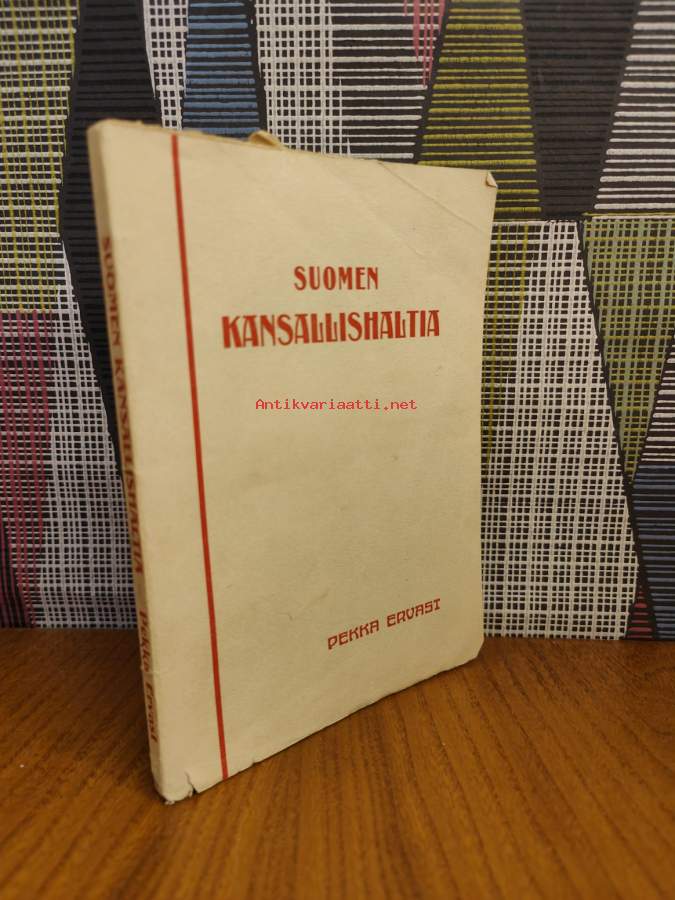 SUOMEN
KANSALLISHALTIA
Antikvariaatti.net
PEKKA ERVAST
SUOMEN KANSALLISHALTIA Pekka Ervast